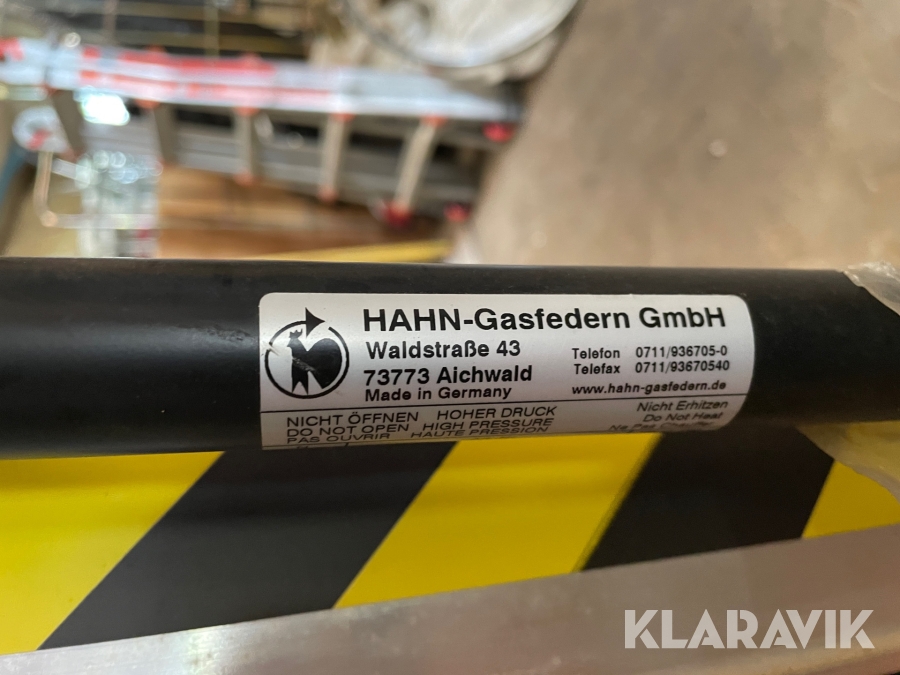 HAHN-Gasfedern GmbH
Waldstraße 43
73773 Aichwald
Made in Germany
Telefon 0711/936705-0
Telefax 0711/93670540
www.hahn-gasfedern.de
NICHT ÖFFNEN HOHER DRUCK
DO NOT OPEN HIGH PRESSURE
PAS OUVRIR HAUTE PRESSION
Nicht Erhitzen
Do Not Heat
Ne Pas
KLARAVIK